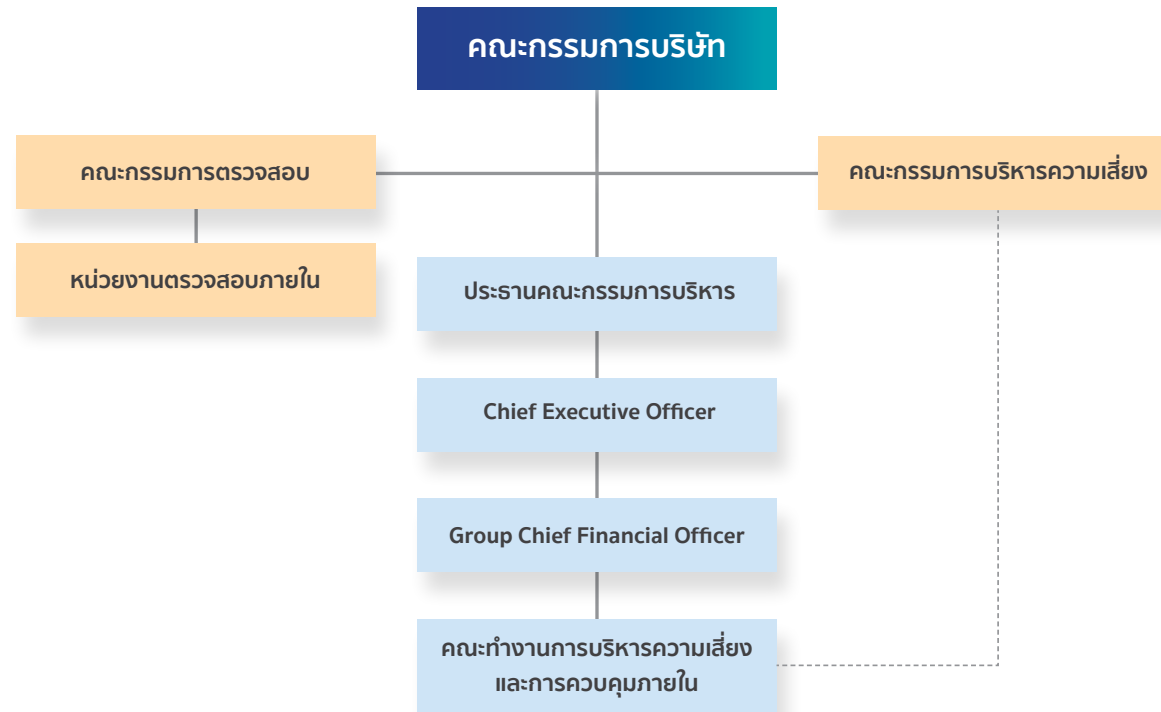 คณะกรรมการบริษัท
คณะกรรมการตรวจสอบ
คณะกรรมการบริหารความเสี่ยง
หน่วยงานตรวจสอบภายใน
ประธานคณะกรรมการบริหาร
Chief Executive Officer
Group Chief Financial Officer
คณะทำงานการบริหารความเสี่ยง
และการควบคุมภายใน